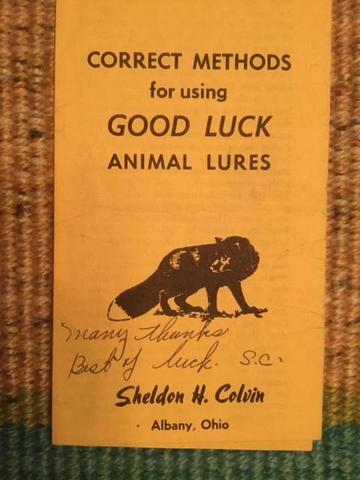 CORRECT METHODS
for using
GOOD LUCK
ANIMAL LURES
Many thanks
Best of luck. S.C.
Sheldon H. Colvin
Albany, Ohio